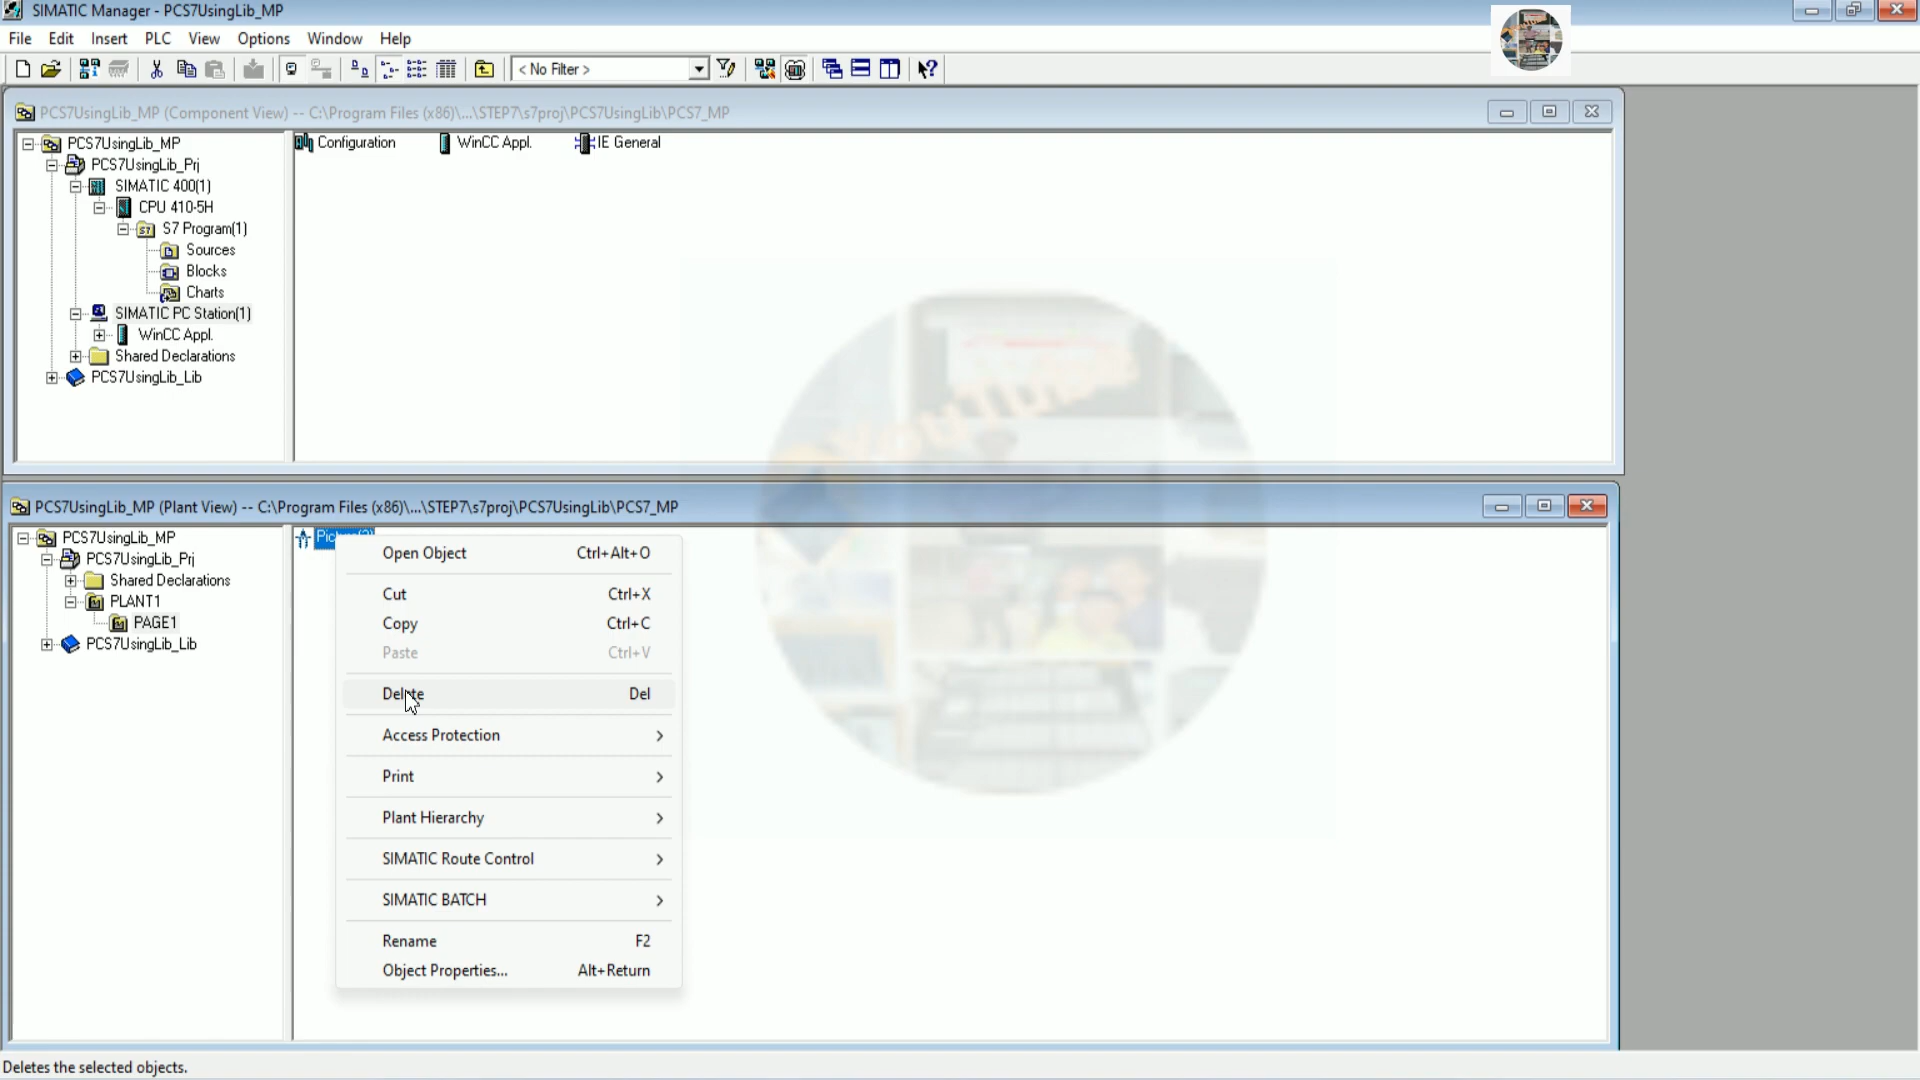 SIMATIC Manager - PCS7UsingLib_MP
File Edit Insert PLC View Options Window Help
< No Filter >
PCS7UsingLib_MP (Component View) -- C:\Program Files (x86)\...\STEP7\s7proj\PCS7UsingLib\PCS7_MP
PCS7UsingLib_MP
PCS7UsingLib_Prj
SIMATIC 400(1)
CPU 410-5H
S7 Program(1)
Sources
Blocks
Charts
SIMATIC PC Station(1)
WinCC Appl.
Shared Declarations
PCS7UsingLib_Lib
Configuration WinCC Appl. IE General
PCS7UsingLib_MP (Plant View) -- C:\Program Files (x86)\...\STEP7\s7proj\PCS7UsingLib\PCS7_MP
PCS7UsingLib_MP
PCS7UsingLib_Prj
Shared Declarations
PLANT1
PAGE1
PCS7UsingLib_Lib
Open Object Ctrl+Alt+O
Cut Ctrl+X
Copy Ctrl+C
Paste Ctrl+V
Delete Del
Access Protection
Print
Plant Hierarchy
SIMATIC Route Control
SIMATIC BATCH
Rename F2
Object Properties... Alt+Return
Deletes the selected objects.